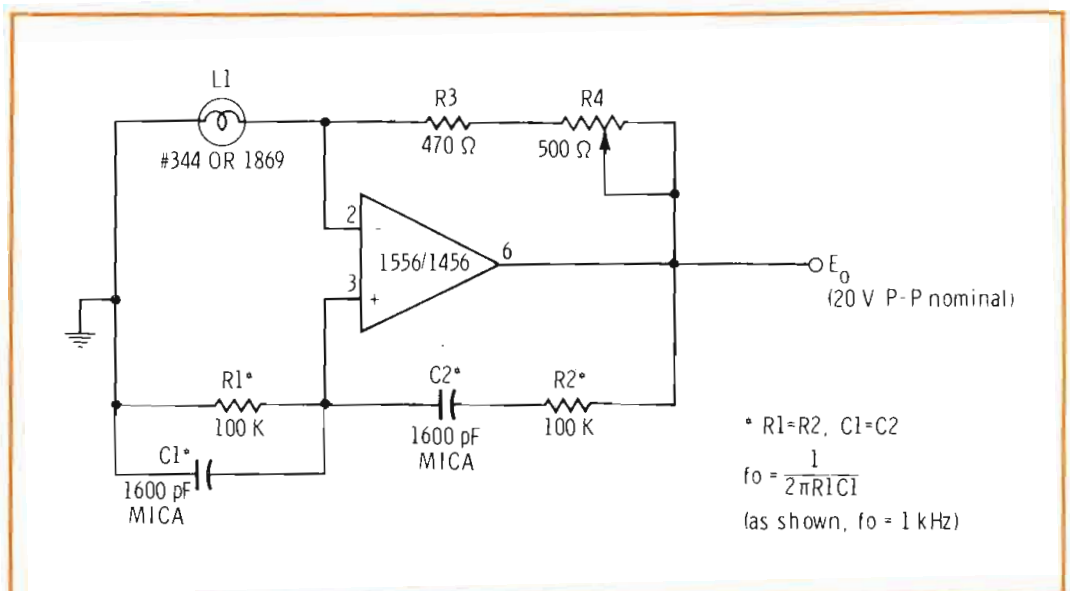 L1
#344 OR 1869
R3
470 Ω
R4
500 Ω
2
-
1556/1456
6
3
+
Eo
(20 V P-P nominal)
R1*
100 K
C2*
1600 pF
MICA
R2*
100 K
C1*
1600 pF
MICA
* R1=R2, C1=C2
fo = 1
2πR1C1
(as shown, fo = 1 kHz)